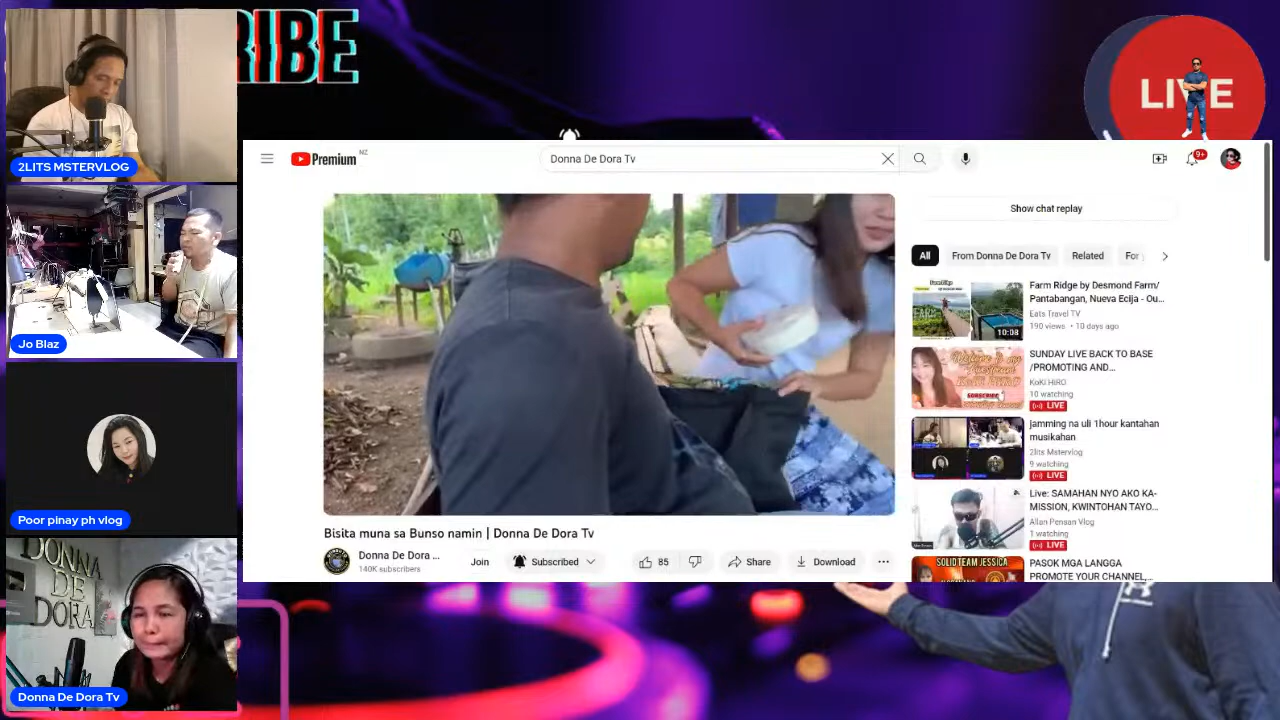 RIBE
LIVE
2LITS MSTERVLOG
Jo Blaz
Poor pinay ph vlog
DONNA
DE
DORA
Donna De Dora Tv
Premium NZ
Donna De Dora Tv
9+
Show chat replay
All
From Donna De Dora Tv
Related
For
Farm Ridge by Desmond Farm/
Pantabangan, Nueva Ecija - Ou...
Eats Travel TV
190 views • 10 days ago
10:08
SUNDAY LIVE BACK TO BASE
/PROMOTING AND...
KoKi HiRO
10 watching
LIVE
SUBSCRIBE
jamming na uli 1hour kantahan
musikahan
2lits Mstervlog
9 watching
LIVE
Live: SAMAHAN NYO AKO KA-
MISSION, KWINTOHAN TAYO...
Allan Pensan Vlog
1 watching
LIVE
SOLID TEAM JESSICA
PASOK MGA LANGGA
PROMOTE YOUR CHANNEL,...
Bisita muna sa Bunso namin | Donna De Dora Tv
Donna De Dora ...
140K subscribers
Join
Subscribed
85
Share
Download